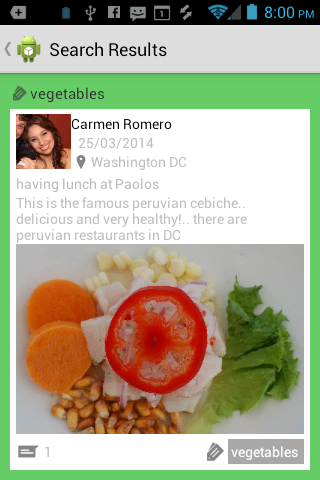 8:00 PM
Search Results
vegetables
Carmen Romero
25/03/2014
Washington DC
having lunch at Paolos
This is the famous peruvian cebiche..
delicious and very healthy!.. there are
peruvian restaurants in DC
1
vegetables